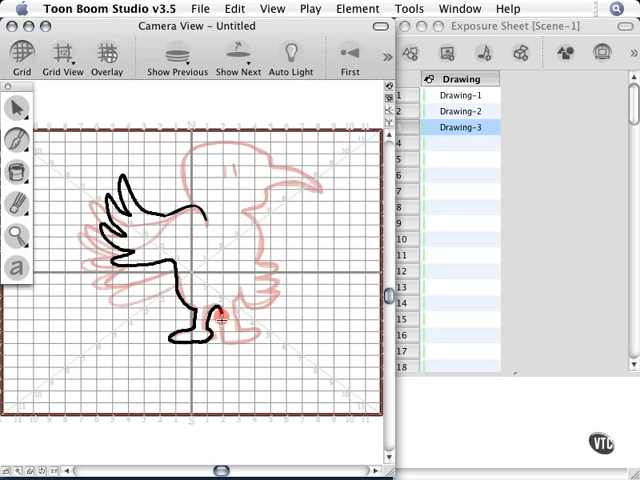 Toon Boom Studio v3.5 File Edit View Play Element Tools Window Help
Camera View - Untitled
Exposure Sheet [Scene-1]
Grid Grid View Overlay Show Previous Show Next Auto Light First
Drawing
1 Drawing-1
2 Drawing-2
Drawing-3
4
5
6
7
8
9
10
11
12
13
14
15
16
17
18
N
S
a
VTC